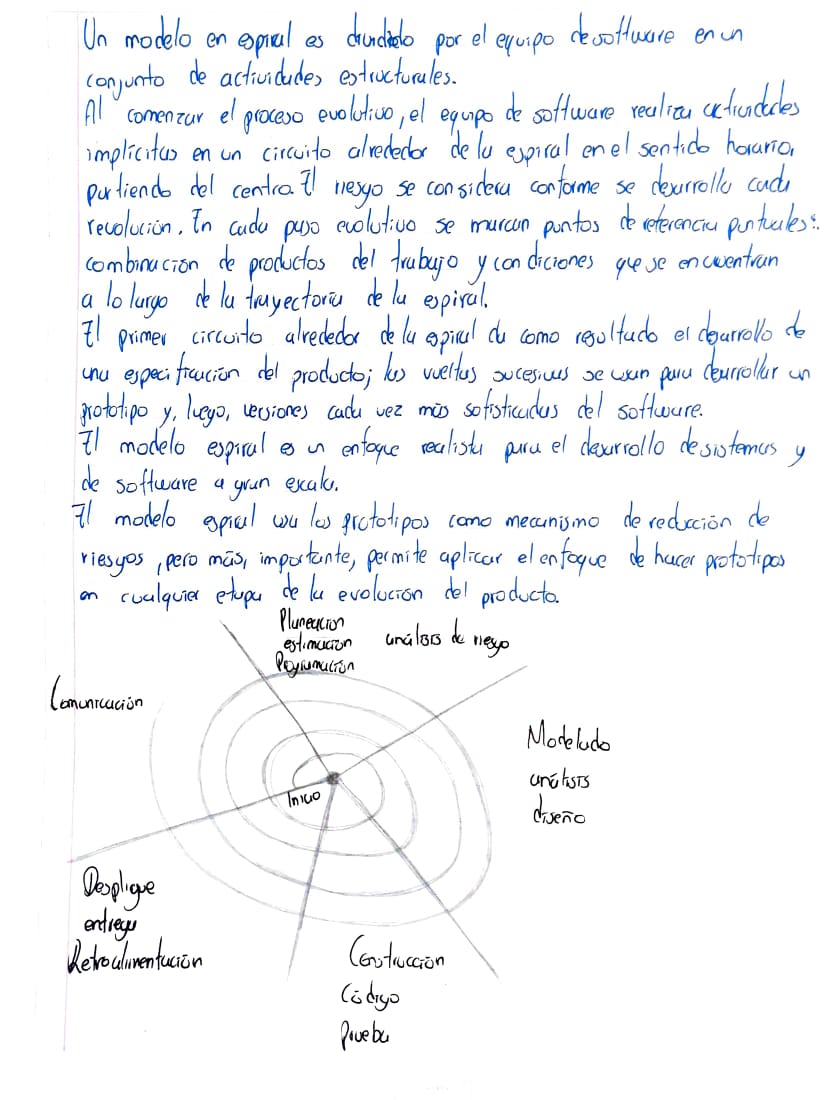 Un modelo en espiral es dividido por el equipo de software en un
conjunto de actividades estructurales.
Al comenzar el proceso evolutivo, el equipo de software realiza actividades
implícitas en un circuito alrededor de la espiral en el sentido horario,
partiendo del centro. El riesgo se considera conforme se desarrolla cada
revolución. En cada paso evolutivo se marcan puntos de referencia puntuales:
combinación de productos del trabajo y condiciones que se encuentran
a lo largo de la trayectoria de la espiral.
El primer circuito alrededor de la espiral da como resultado el desarrollo de
una especificación del producto; las vueltas sucesivas se usan para desarrollar un
prototipo y, luego, versiones cada vez más sofisticadas del software.
El modelo espiral es un enfoque realista para el desarrollo de sistemas y
de software a gran escala.
El modelo espiral usa los prototipos como mecanismo de reducción de
riesgos, pero más, importante, permite aplicar el enfoque de hacer prototipos
en cualquier etapa de la evolución del producto.
Planeación
estimación análisis de riesgo
Programación
Comunicación
Modelado
análisis
diseño
Inicio
Desplige
entrega
Retroalimentación
Construcción
Código
Prueba